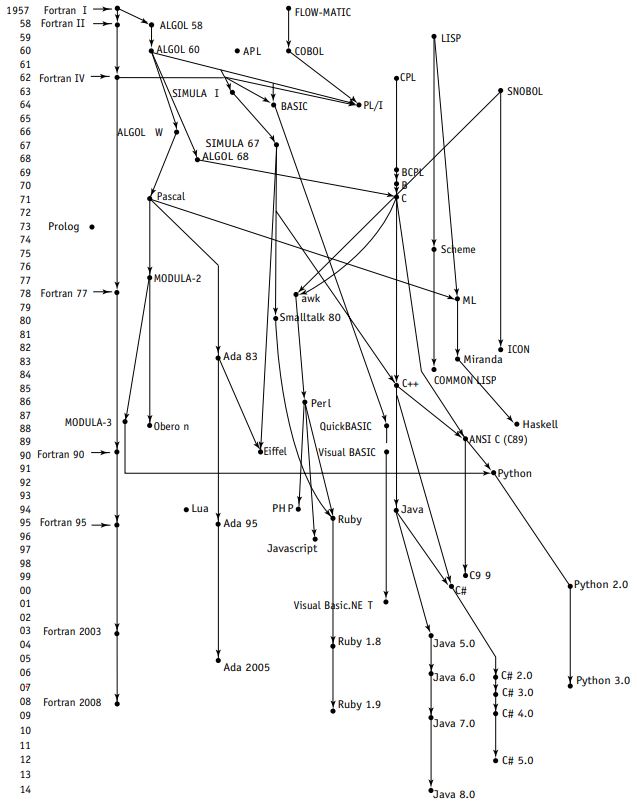 1957 Fortran I FLOW-MATIC
58 Fortran II ALGOL 58
59 LISP
60 ALGOL 60 APL COBOL
61
62 Fortran IV CPL
63 SIMULA I SNOBOL
64 BASIC PL/I
65
66 ALGOL W
67 SIMULA 67
68 ALGOL 68
69 BCPL
70 B
71 Pascal C
72
73 Prolog
74
75 Scheme
76
77 MODULA-2
78 Fortran 77 awk ML
79
80 Smalltalk 80
81
82 ICON
83 Ada 83 Miranda
84 COMMON LISP
85 C++
86 Perl
87 MODULA-3 Haskell
88 Obero n QuickBASIC
89 ANSI C (C89)
90 Fortran 90 Eiffel Visual BASIC
91 Python
92
93
94 Lua PH P Java
95 Fortran 95 Ada 95 Ruby
96
97 Javascript
98
99 C9 9
00 C# Python 2.0
01 Visual Basic.NE T
02
03 Fortran 2003 Java 5.0
04 Ruby 1.8
05 Ada 2005
06 Java 6.0 C# 2.0
07 C# 3.0 Python 3.0
08 Fortran 2008 Ruby 1.9
09 Java 7.0 C# 4.0
10
11
12 C# 5.0
13
14 Java 8.0